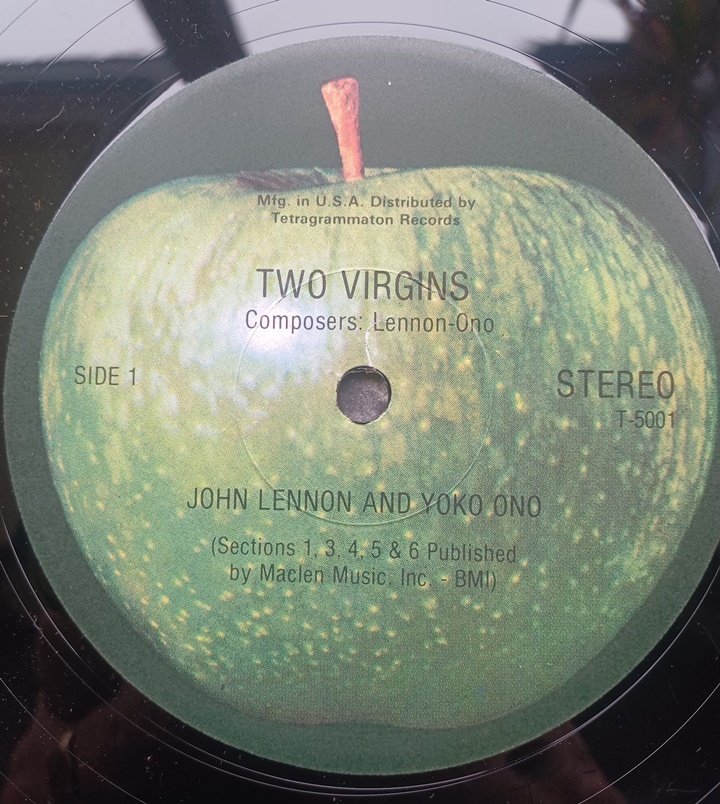 Mfg. in U.S.A. Distributed by
Tetragrammaton Records
TWO VIRGINS
Composers: Lennon-Ono
SIDE 1
STEREO
T-5001
JOHN LENNON AND YOKO ONO
(Sections 1, 3, 4, 5 & 6 Published
by Maclen Music, Inc. - BMI)